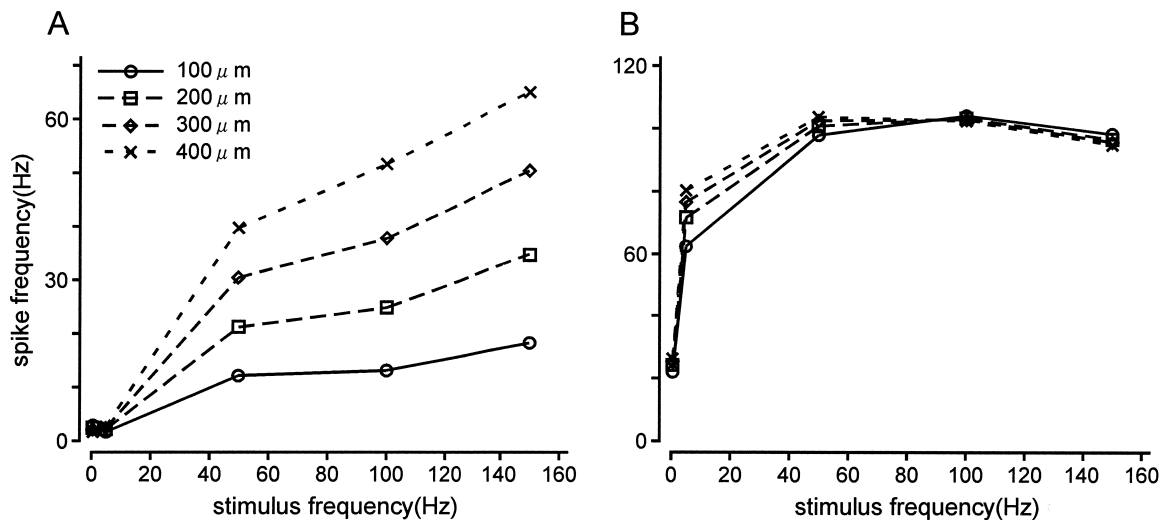 A
B
100 μ m
200 μ m
300 μ m
400 μ m
60
30
0
spike frequency(Hz)
0 20 40 60 80 100 120 140 160
stimulus frequency(Hz)
120
60
0
0 20 40 60 80 100 120 140 160
stimulus frequency(Hz)